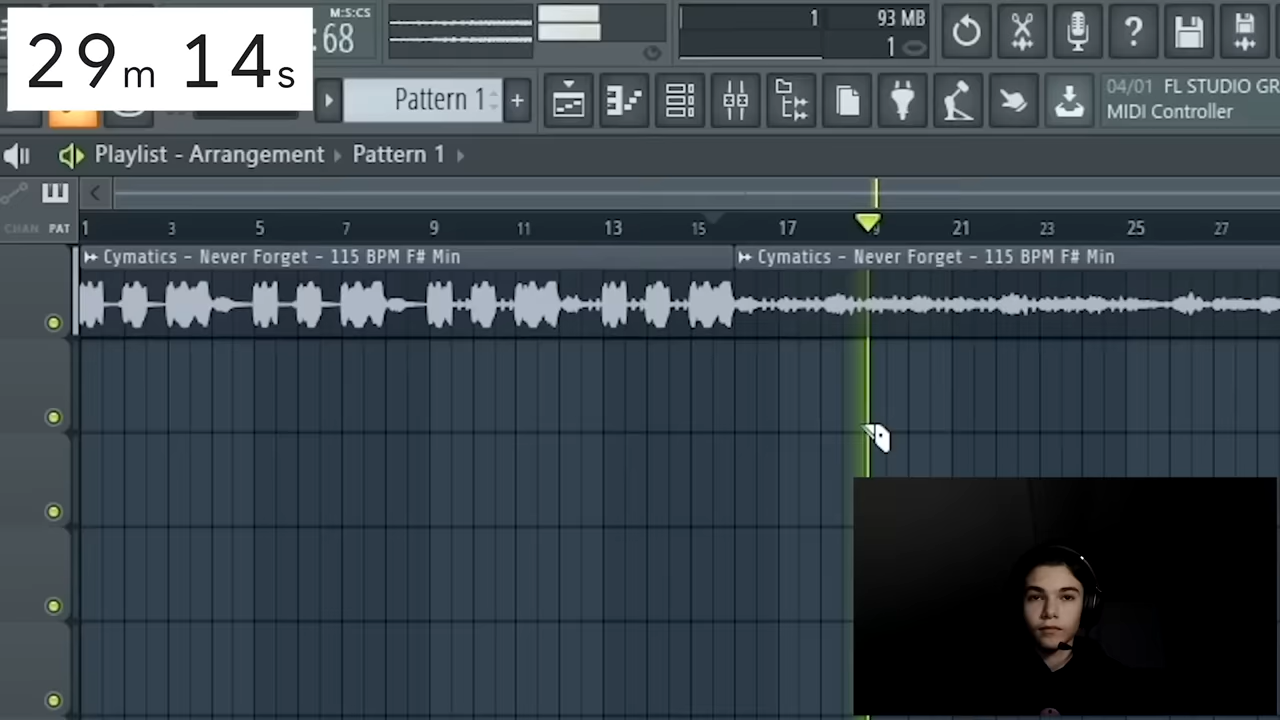 29m 14s
M:S:CS
:68
1
93 MB
1
Pattern 1
+
?
04/01 FL STUDIO GR
MIDI Controller
Playlist - Arrangement Pattern 1
CHAN PAT
1 3 5 7 9 11 13 15 17 9 21 23 25 27
Cymatics - Never Forget - 115 BPM F# Min
Cymatics - Never Forget - 115 BPM F# Min